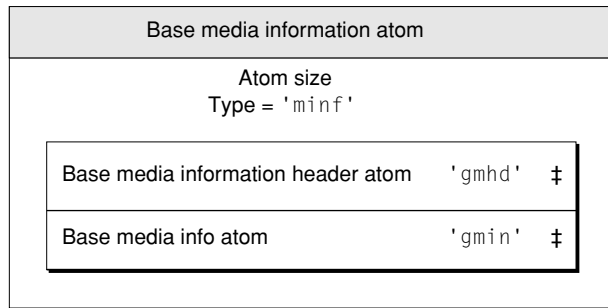 Base media information atom
Atom size
Type = 'minf'
Base media information header atom 'gmhd' ‡
Base media info atom 'gmin' ‡